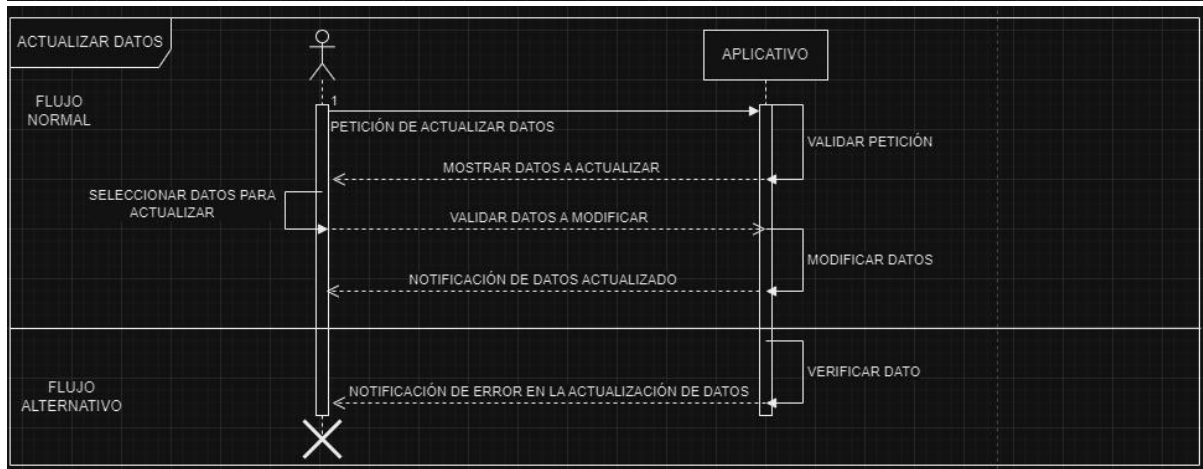 ACTUALIZAR DATOS
APLICATIVO
FLUJO
NORMAL
1
PETICIÓN DE ACTUALIZAR DATOS
VALIDAR PETICIÓN
MOSTRAR DATOS A ACTUALIZAR
SELECCIONAR DATOS PARA
ACTUALIZAR
VALIDAR DATOS A MODIFICAR
MODIFICAR DATOS
NOTIFICACIÓN DE DATOS ACTUALIZADO
VERIFICAR DATO
FLUJO
ALTERNATIVO
NOTIFICACIÓN DE ERROR EN LA ACTUALIZACIÓN DE DATOS